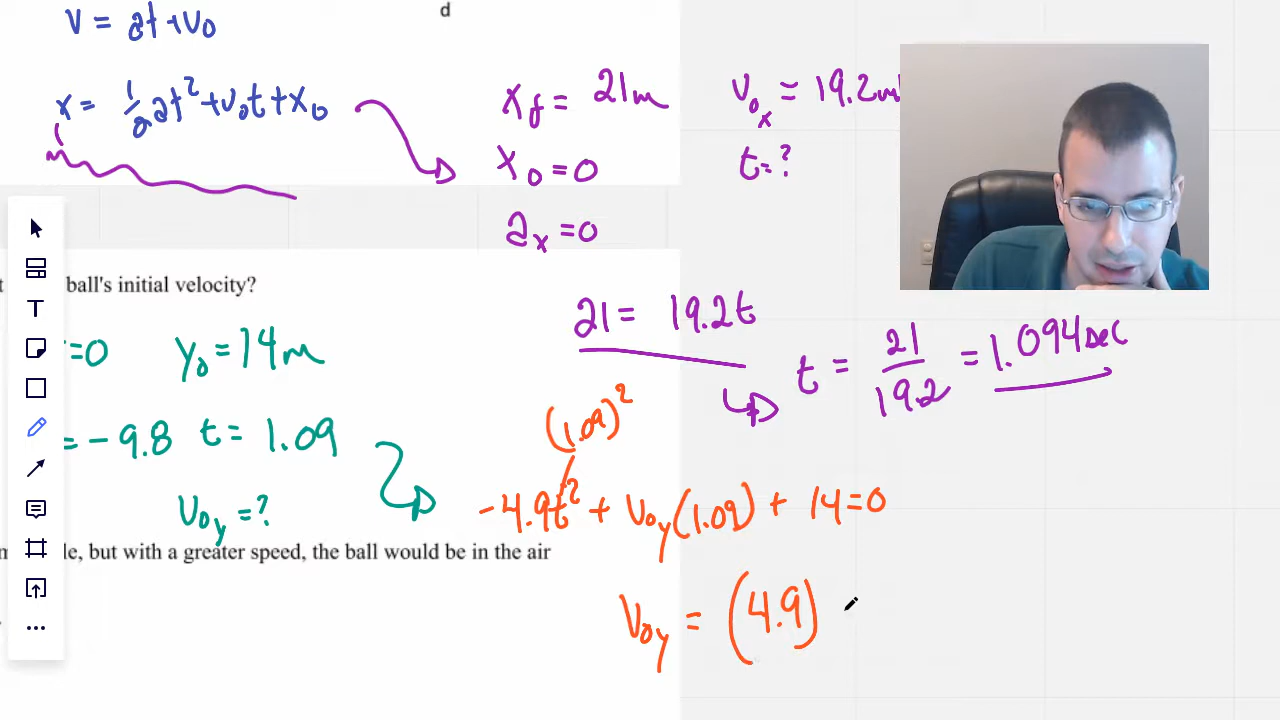 v = at + v0
d
x = 1/2 at² + v0t + x0
xf = 21m
v0x = 19.2m
x0 = 0
t = ?
ax = 0
ball's initial velocity?
21 = 19.2t
t = 21/19.2 = 1.094sec
=0 y0 = 14m
= -9.8 t = 1.09
(1.09)²
v0y = ?
-4.9t² + v0y(1.09) + 14 = 0
le, but with a greater speed, the ball would be in the air
v0y = (4.9)
T